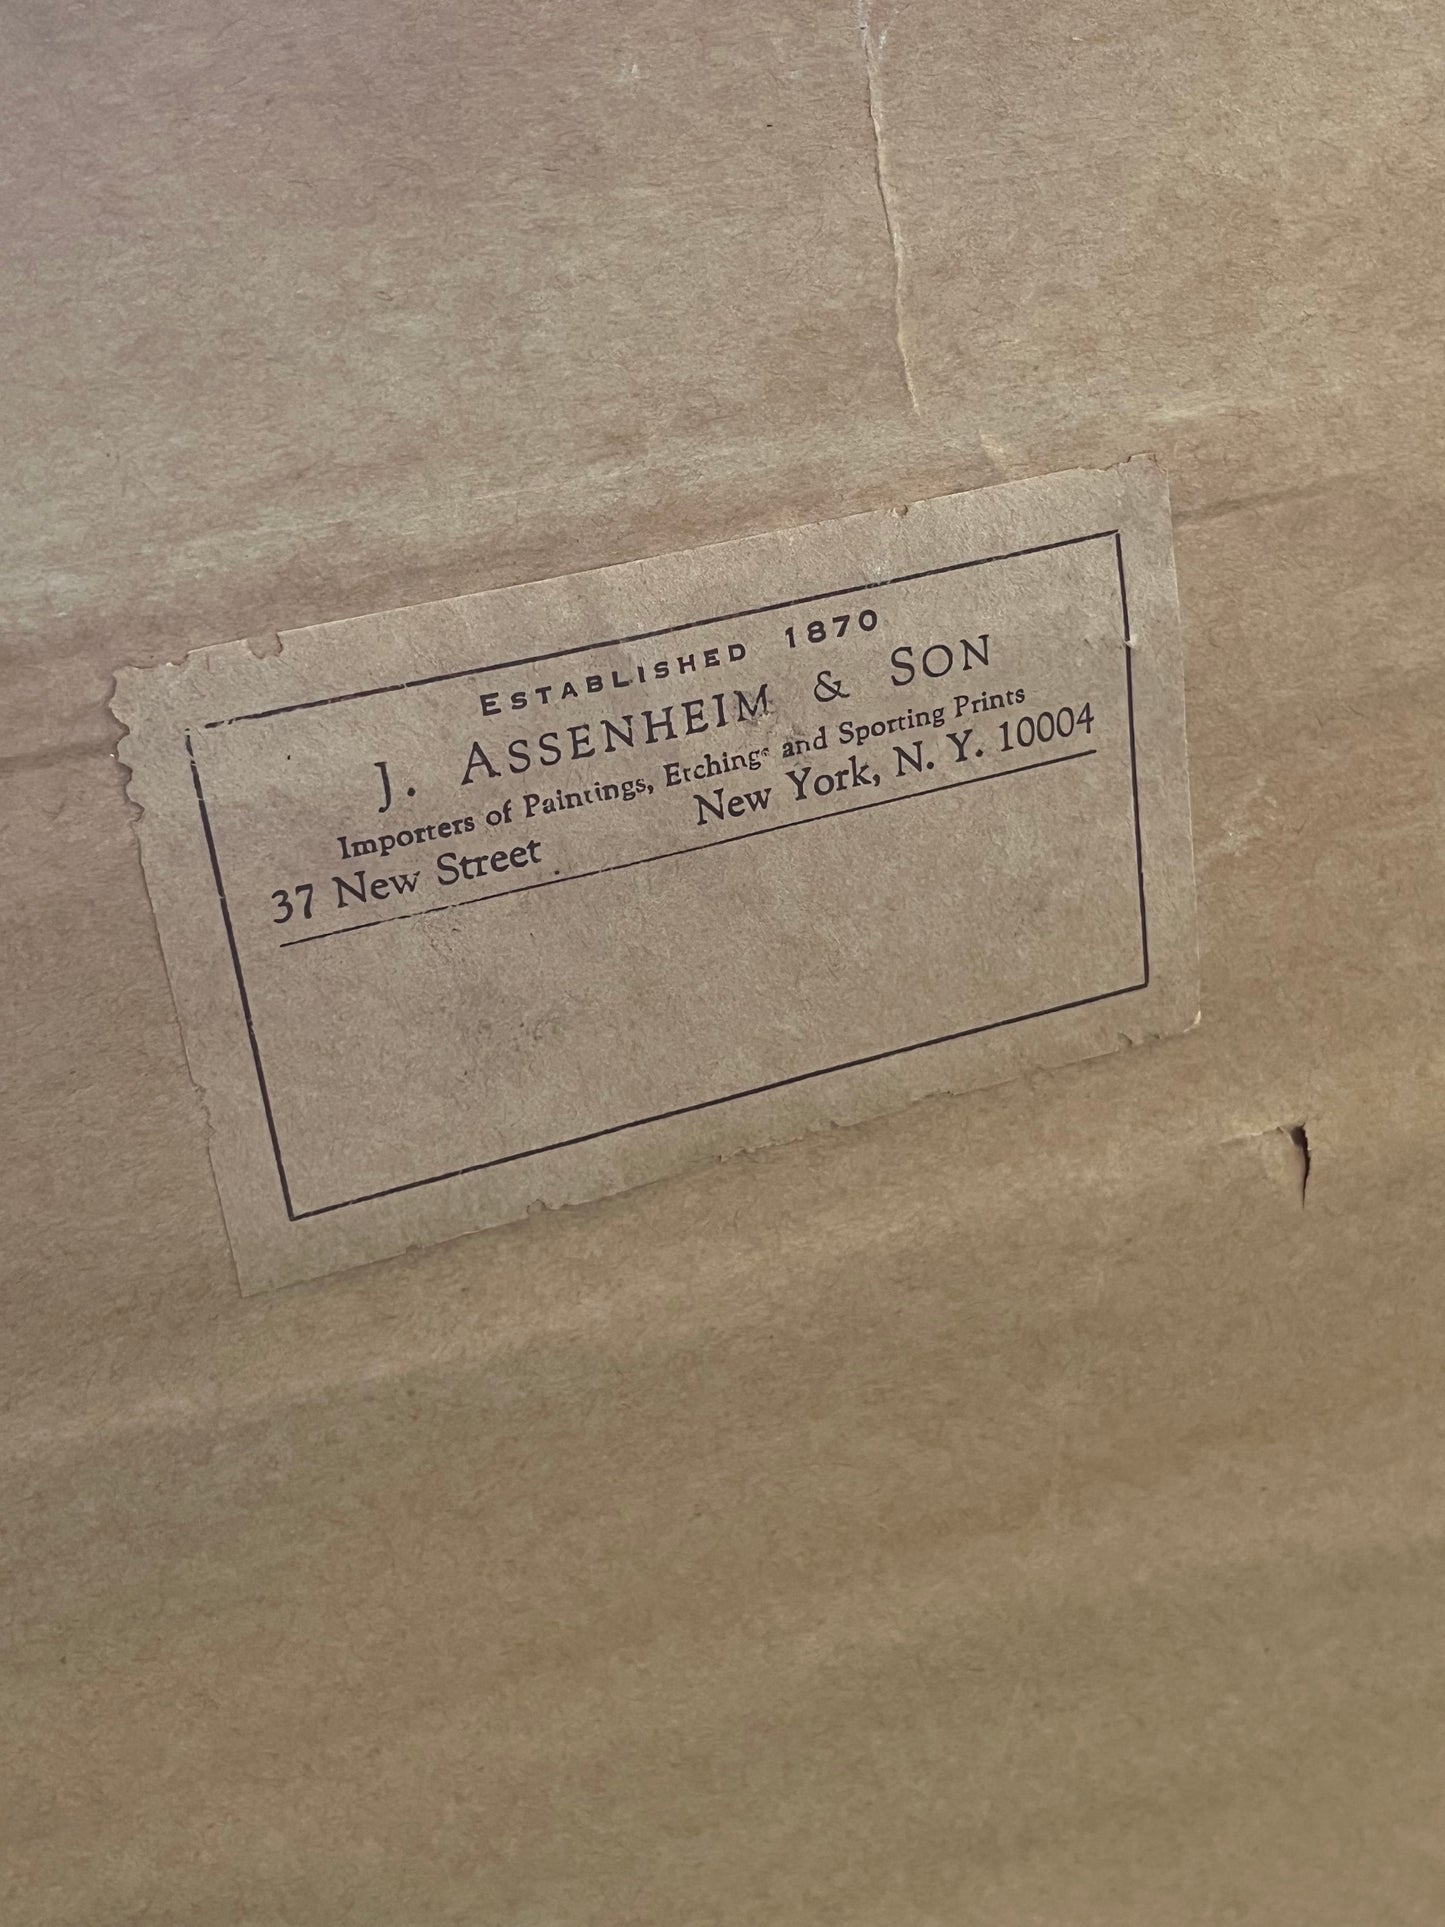 ESTABLISHED 1870
J. ASSENHEIM & SON
Importers of Paintings, Etchings and Sporting Prints
37 New Street New York, N. Y. 10004